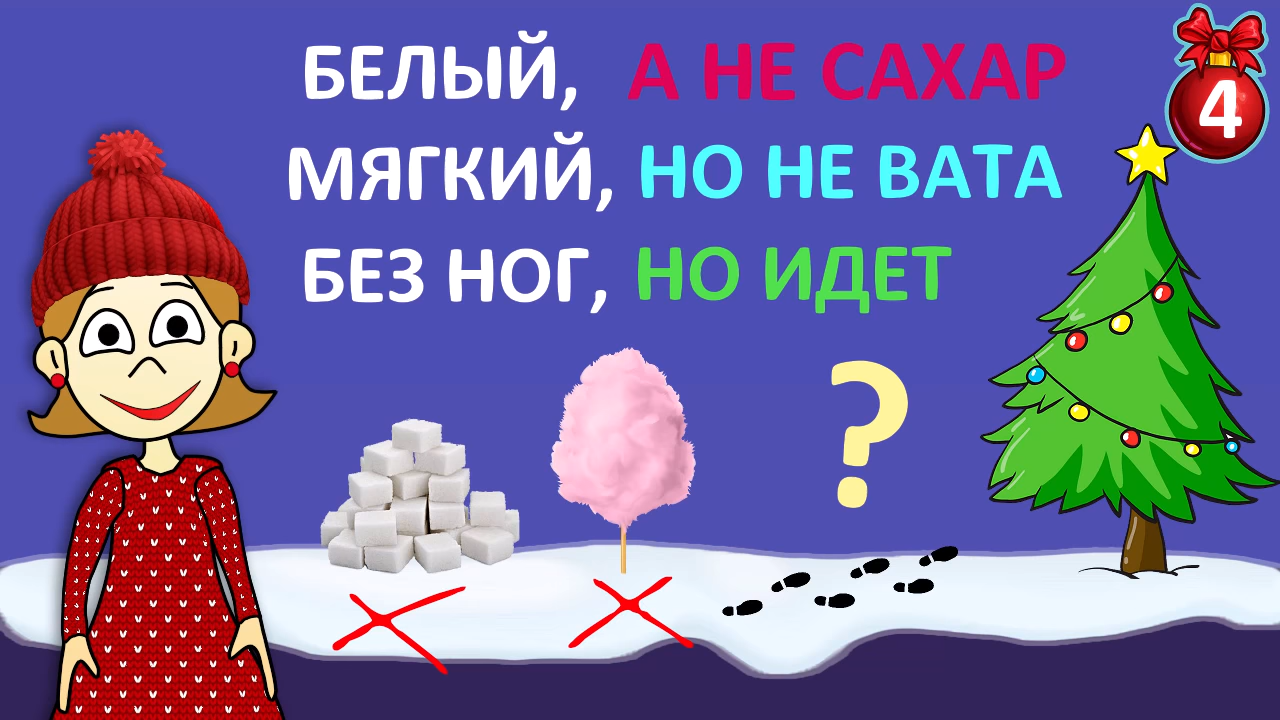 БЕЛЫЙ, А НЕ САХАР
МЯГКИЙ, НО НЕ ВАТА
БЕЗ НОГ, НО ИДЕТ
?
4